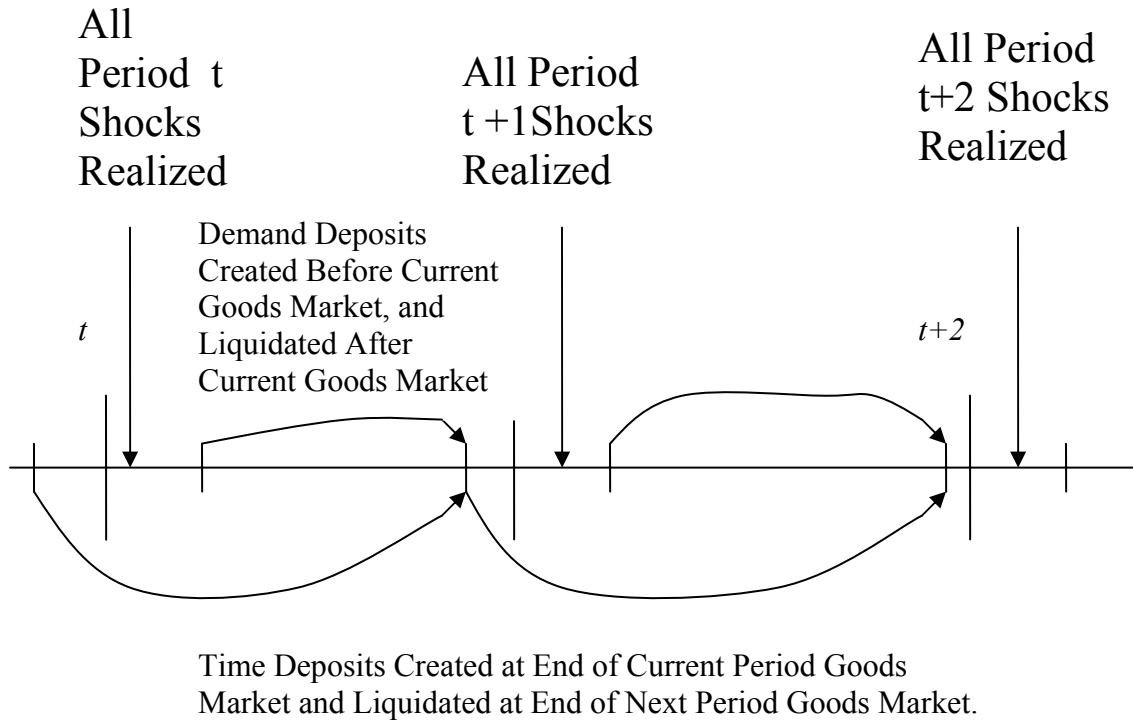 All
Period t
Shocks
Realized
All Period
t +1Shocks
Realized
All Period
t+2 Shocks
Realized
Demand Deposits
Created Before Current
Goods Market, and
Liquidated After
Current Goods Market
t
t+2
Time Deposits Created at End of Current Period Goods
Market and Liquidated at End of Next Period Goods Market.